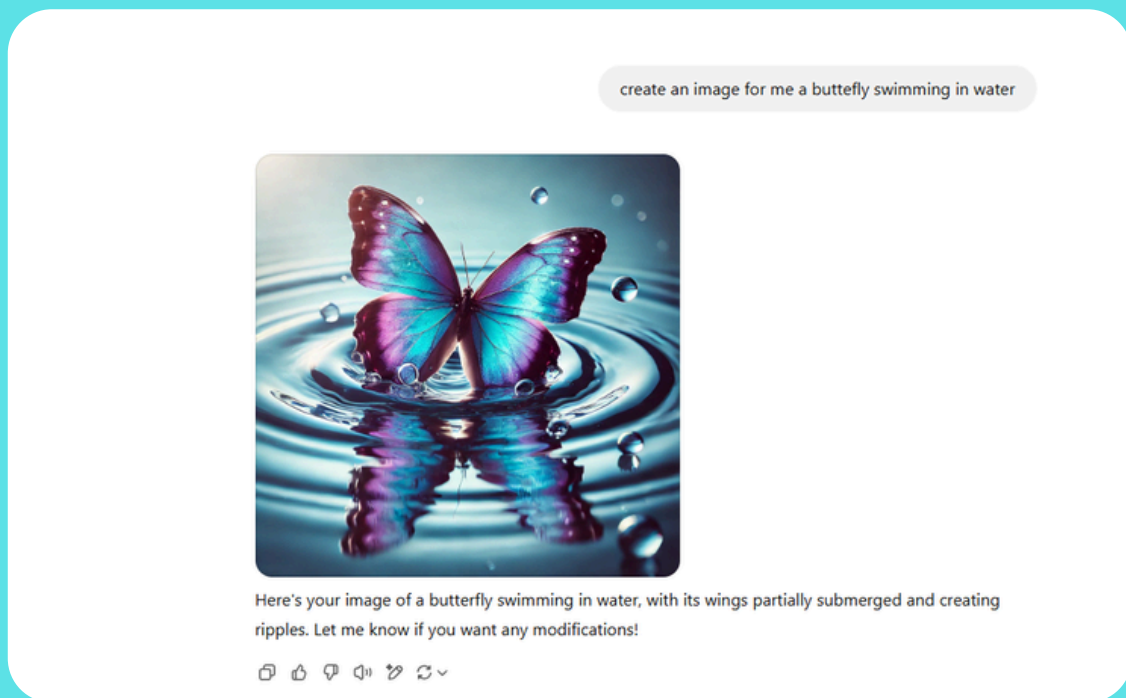 create an image for me a buttefly swimming in water
Here's your image of a butterfly swimming in water, with its wings partially submerged and creating
ripples. Let me know if you want any modifications!